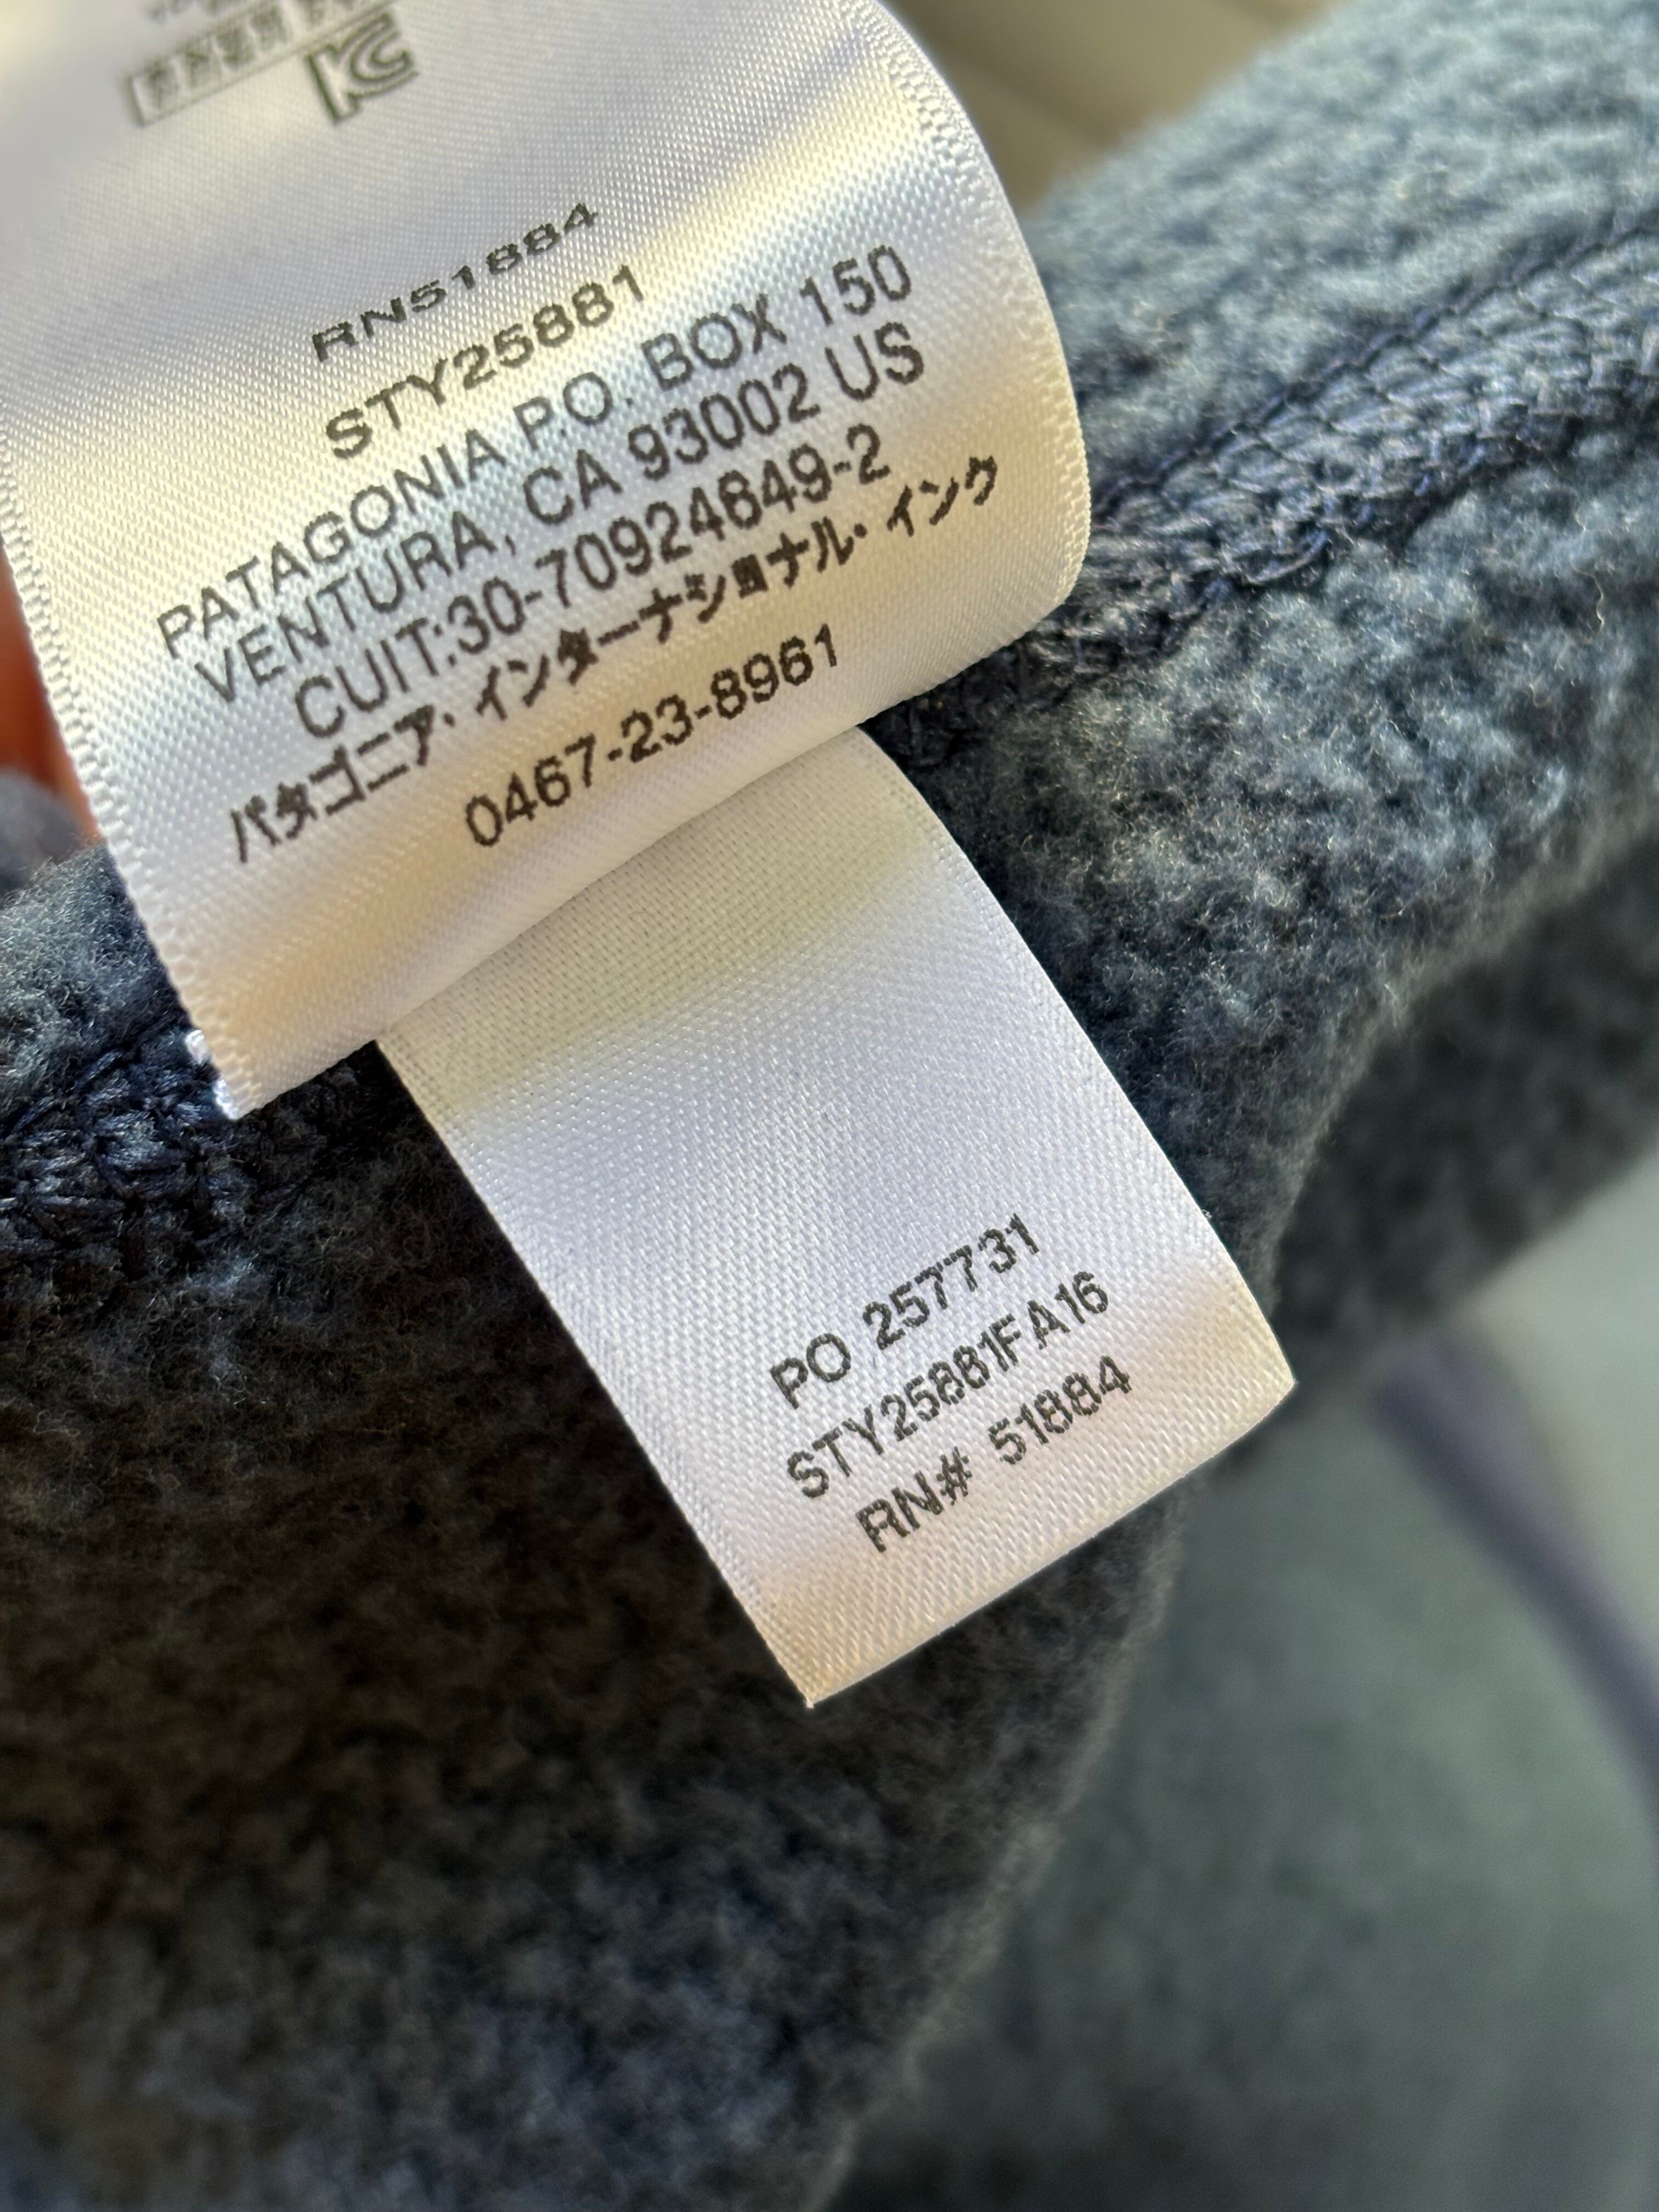 RN51884
STY25881
PATAGONIA P.O. BOX 150
VENTURA, CA 93002 US
CUIT:30-70924849-2
パタゴニア・インターナショナル・インク
0467-23-8961
PO 257731
STY25881FA16
RN# 51884